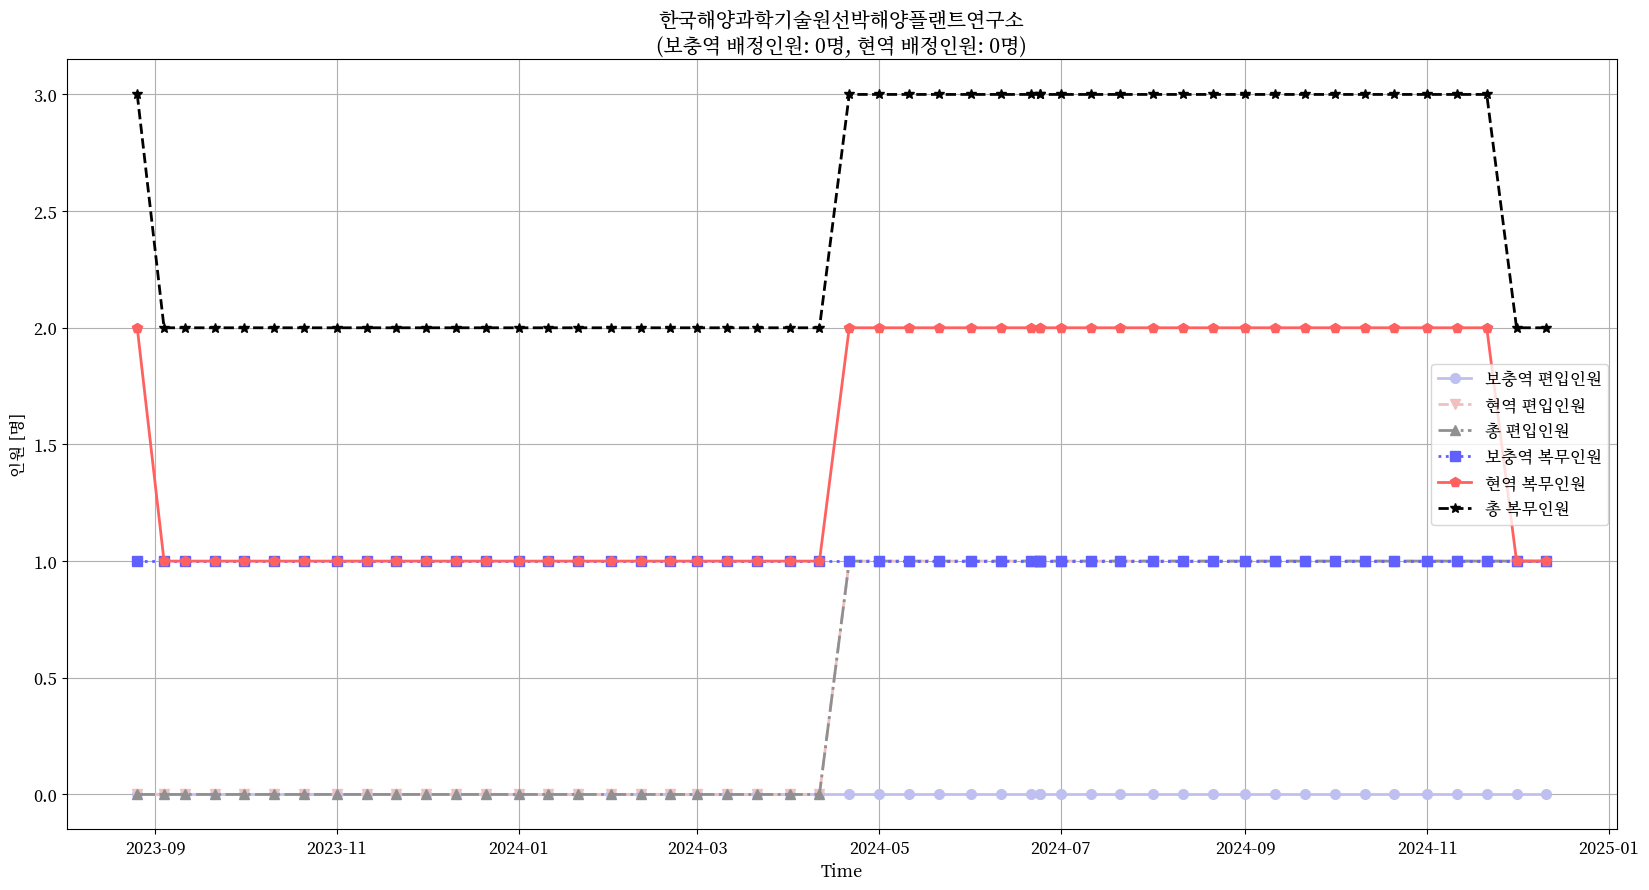 한국해양과학기술원선박해양플랜트연구소
(보충역 배정인원: 0명, 현역 배정인원: 0명)
인원 [명]
3.0
2.5
2.0
1.5
1.0
0.5
0.0
보충역 편입인원
현역 편입인원
총 편입인원
보충역 복무인원
현역 복무인원
총 복무인원
2023-09
2023-11
2024-01
2024-03
2024-05
2024-07
2024-09
2024-11
2025-01
Time